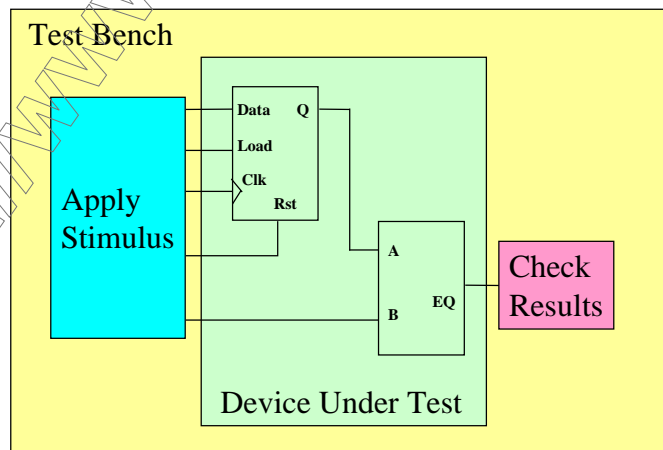 Test Bench
Data Q
Load
Clk
Rst
Apply
Stimulus
A
B
EQ
Check
Results
Device Under Test